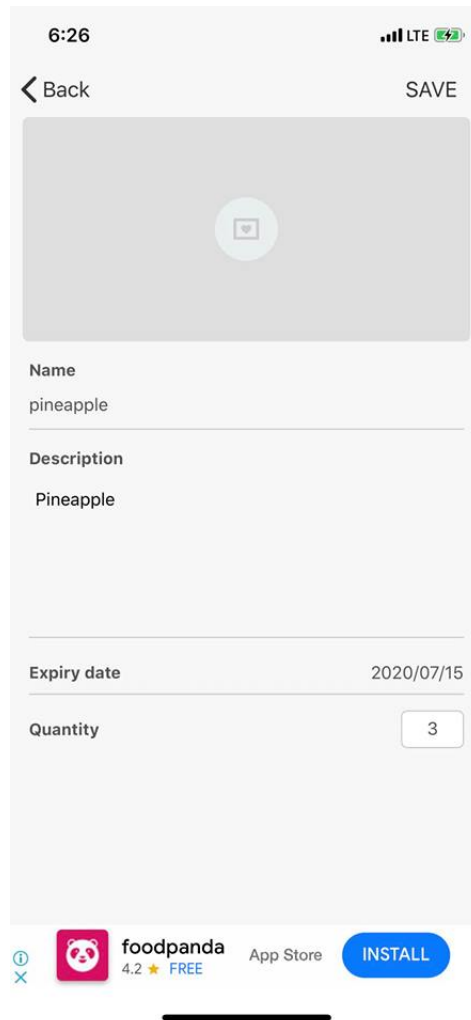 6:26 LTE
Back SAVE
Name
pineapple
Description
Pineapple
Expiry date 2020/07/15
Quantity 3
foodpanda
4.2 ★ FREE
App Store
INSTALL